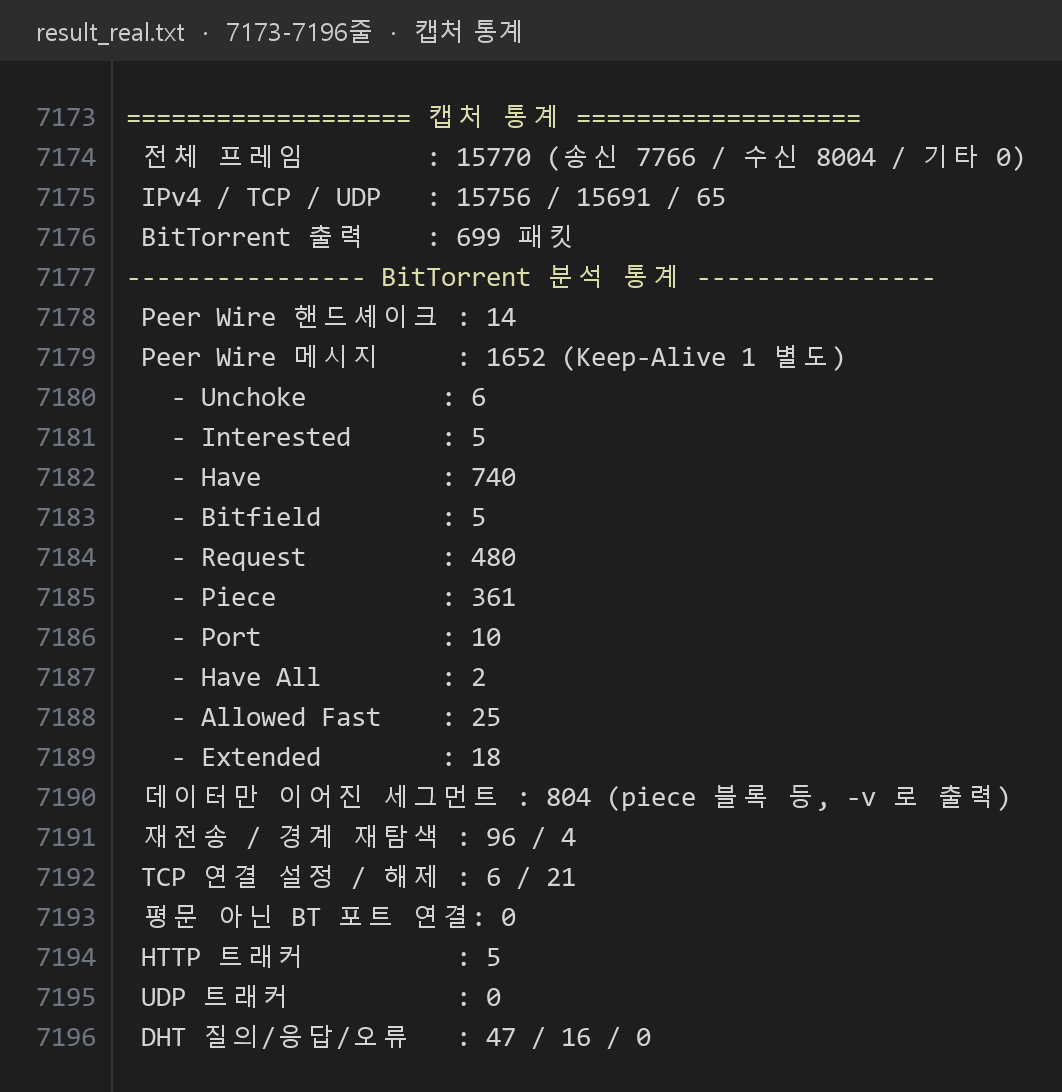 result_real.txt · 7173-7196줄 · 캡처 통계
7173 =================== 캡처 통계 ===================
7174 전체 프레임 : 15770 (송신 7766 / 수신 8004 / 기타 0)
7175 IPv4 / TCP / UDP : 15756 / 15691 / 65
7176 BitTorrent 출력 : 699 패킷
7177 ---------------- BitTorrent 분석 통계 ----------------
7178 Peer Wire 핸드셰이크 : 14
7179 Peer Wire 메시지 : 1652 (Keep-Alive 1 별도)
7180 - Unchoke : 6
7181 - Interested : 5
7182 - Have : 740
7183 - Bitfield : 5
7184 - Request : 480
7185 - Piece : 361
7186 - Port : 10
7187 - Have All : 2
7188 - Allowed Fast : 25
7189 - Extended : 18
7190 데이터만 이어진 세그먼트 : 804 (piece 블록 등, -v 로 출력)
7191 재전송 / 경계 재탐색 : 96 / 4
7192 TCP 연결 설정 / 해제 : 6 / 21
7193 평문 아닌 BT 포트 연결: 0
7194 HTTP 트래커 : 5
7195 UDP 트래커 : 0
7196 DHT 질의/응답/오류 : 47 / 16 / 0